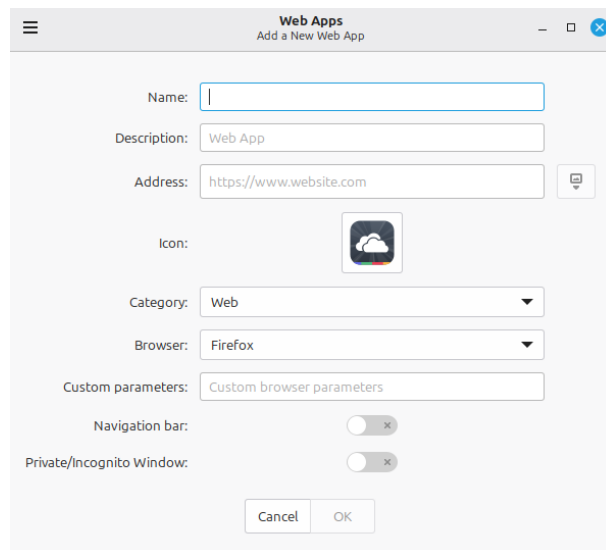 Web Apps
Add a New Web App
Name:
Description: Web App
Address: https://www.website.com
Icon:
Category: Web
Browser: Firefox
Custom parameters: Custom browser parameters
Navigation bar:
Private/Incognito Window:
Cancel OK